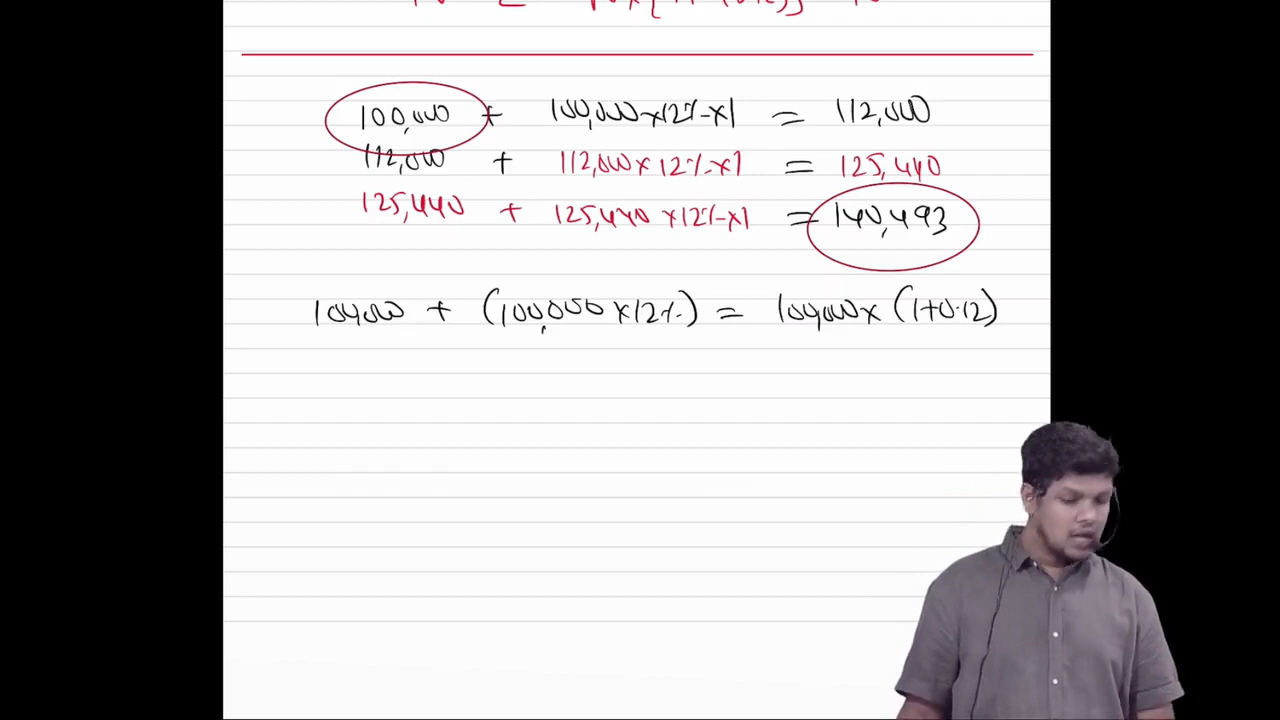 100,000 + 100,000 x 12% x 1 = 112,000
112,000 + 112,000 x 12% x 1 = 125,440
125,440 + 125,440 x 12% x 1 = 140,493
100,000 + (100,000 x 12%) = 100,000 x (1+0.12)